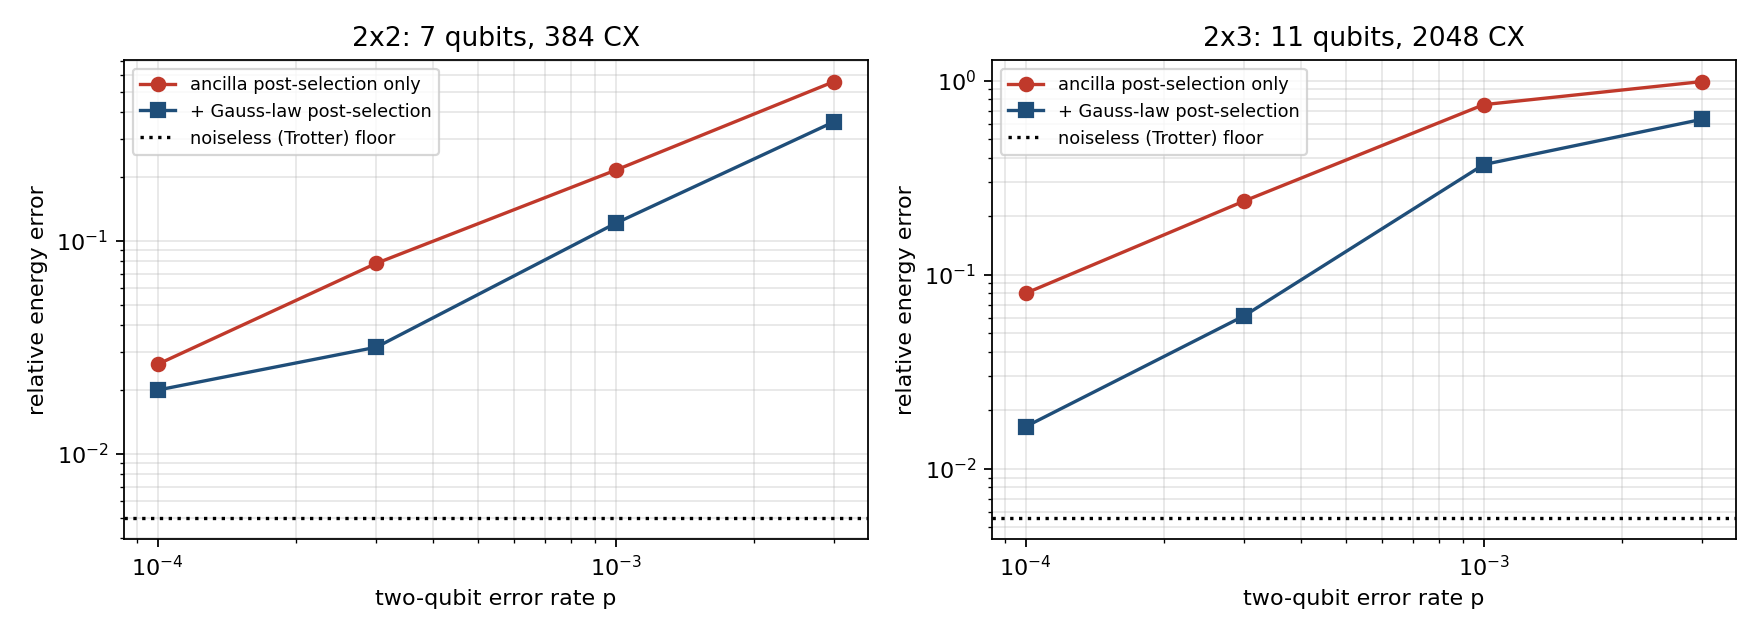 2x2: 7 qubits, 384 CX
ancilla post-selection only
+ Gauss-law post-selection
noiseless (Trotter) floor
relative energy error
10⁻¹
10⁻²
10⁻⁴
10⁻³
two-qubit error rate p
2x3: 11 qubits, 2048 CX
ancilla post-selection only
+ Gauss-law post-selection
noiseless (Trotter) floor
relative energy error
10⁰
10⁻¹
10⁻²
10⁻⁴
10⁻³
two-qubit error rate p